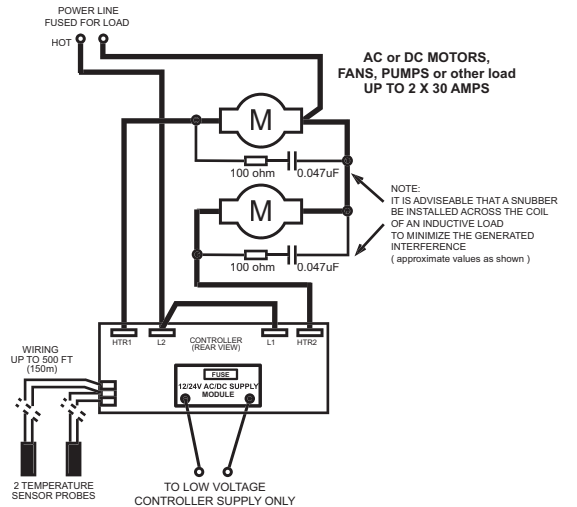 POWER LINE
FUSED FOR LOAD
HOT
AC or DC MOTORS,
FANS, PUMPS or other load
UP TO 2 X 30 AMPS
M
100 ohm
0.047uF
M
100 ohm
0.047uF
NOTE:
IT IS ADVISEABLE THAT A SNUBBER
BE INSTALLED ACROSS THE COIL
OF AN INDUCTIVE LOAD
TO MINIMIZE THE GENERATED
INTERFERENCE
( approximate values as shown )
HTR1
L2
CONTROLLER
(REAR VIEW)
L1
HTR2
WIRING
UP TO 500 FT
(150m)
FUSE
12/24V AC/DC SUPPLY
MODULE
2 TEMPERATURE
SENSOR PROBES
TO LOW VOLTAGE
CONTROLLER SUPPLY ONLY